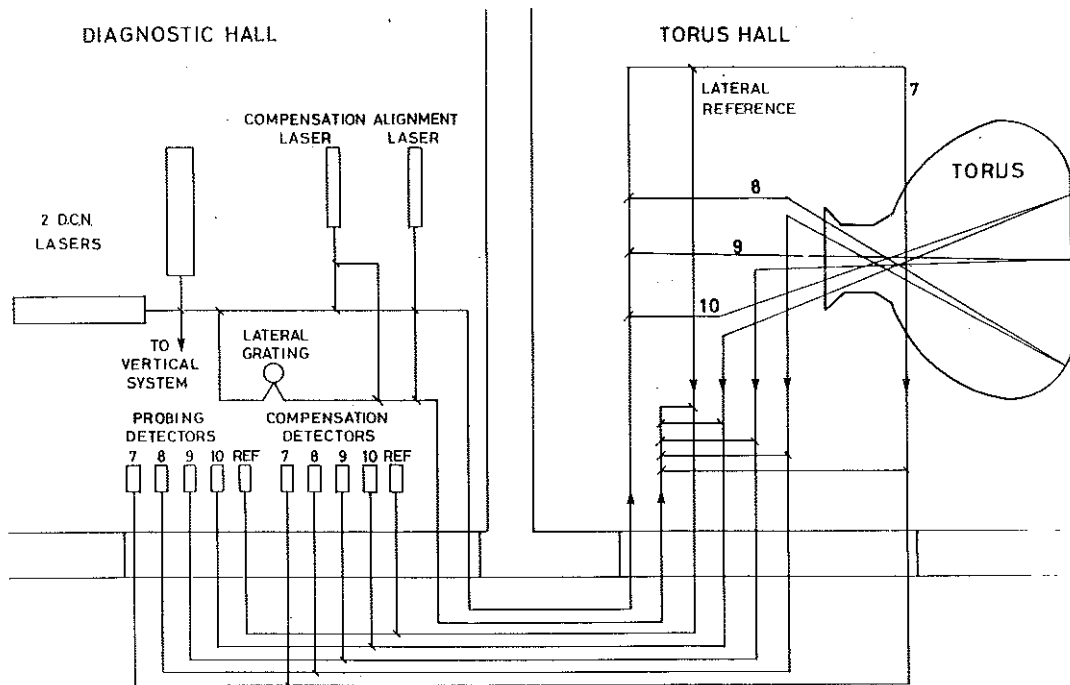 DIAGNOSTIC HALL
TORUS HALL
7
LATERAL
REFERENCE
COMPENSATION ALIGNMENT
LASER LASER
TORUS
8
2 D.C.N.
LASERS
9
10
TO
VERTICAL
SYSTEM
LATERAL
GRATING
PROBING
DETECTORS
7 8 9 10 REF
COMPENSATION
DETECTORS
7 8 9 10 REF